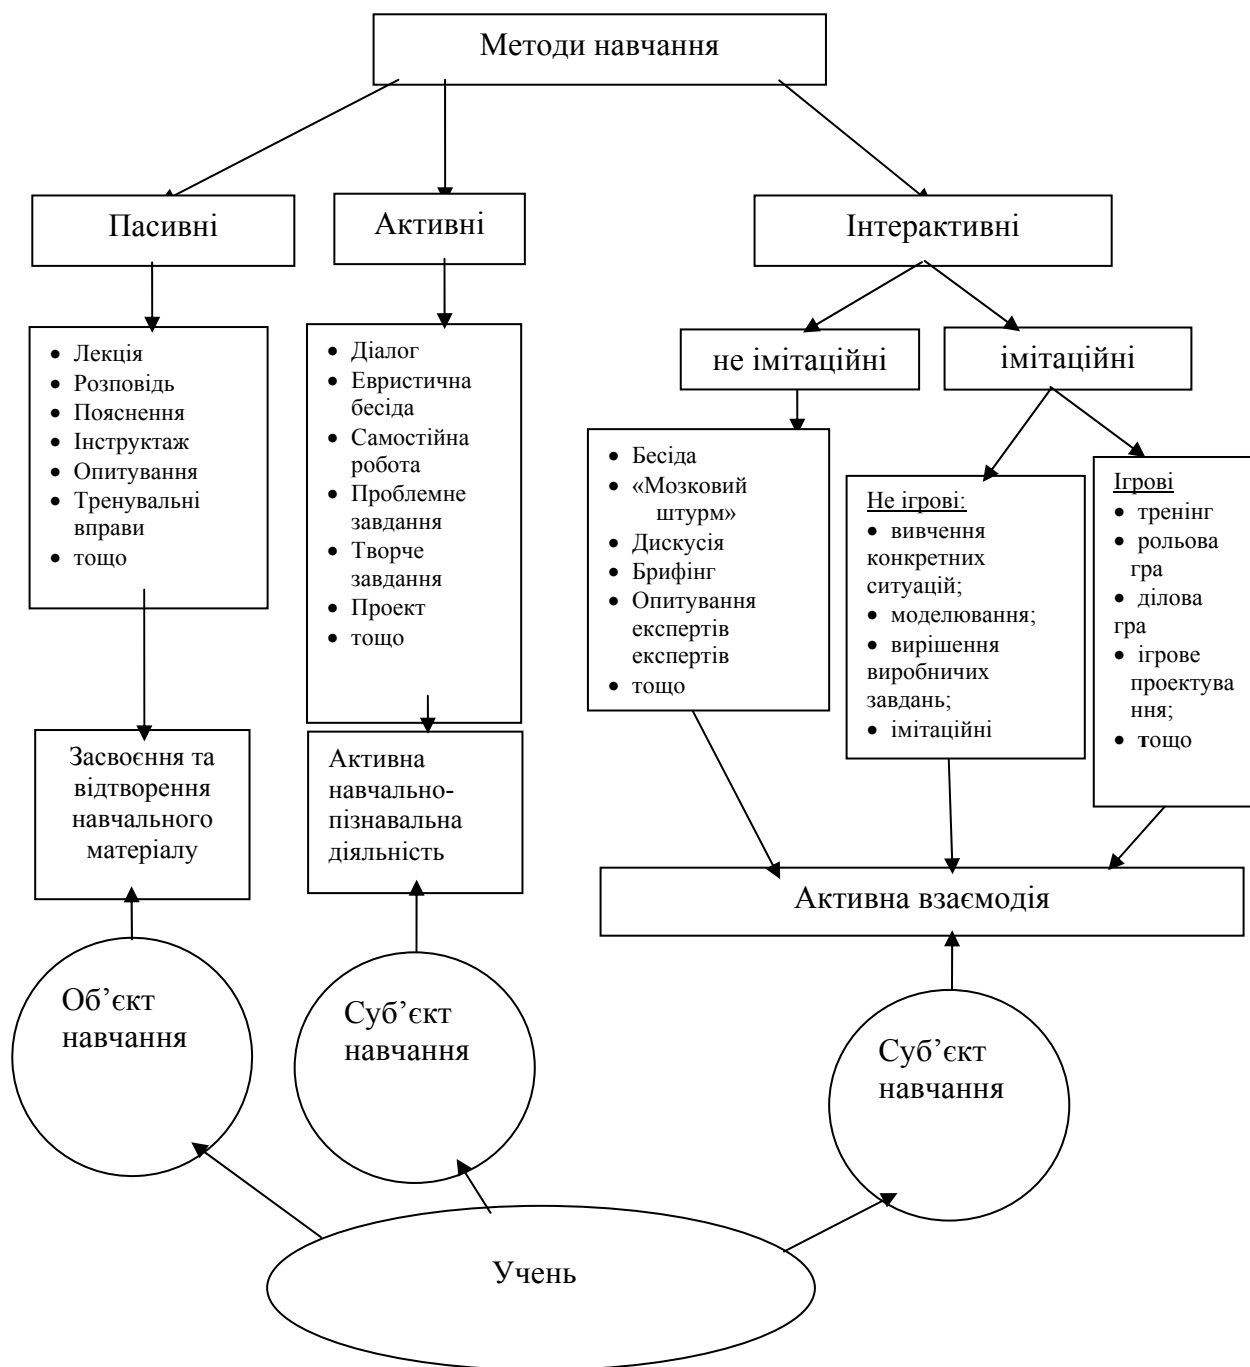 Методи навчання
Пасивні
Активні
Інтерактивні
не імітаційні
імітаційні
• Лекція
• Розповідь
• Пояснення
• Інструктаж
• Опитування
• Тренувальні
вправи
• тощо
• Діалог
• Евристична
бесіда
• Самостійна
робота
• Проблемне
завдання
• Творче
завдання
• Проект
• тощо
• Бесіда
• «Мозковий
штурм»
• Дискусія
• Брифінг
• Опитування
експертів
експертів
• тощо
Не ігрові:
• вивчення
конкретних
ситуацій;
• моделювання;
• вирішення
виробничих
завдань;
• імітаційні
Ігрові
• тренінг
• рольова
гра
• ділова
гра
• ігрове
проектува
ння;
• тощо
Засвоєння та
відтворення
навчального
матеріалу
Активна
навчально-
пізнавальна
діяльність
Активна взаємодія
Об’єкт
навчання
Суб’єкт
навчання
Суб’єкт
навчання
Учень